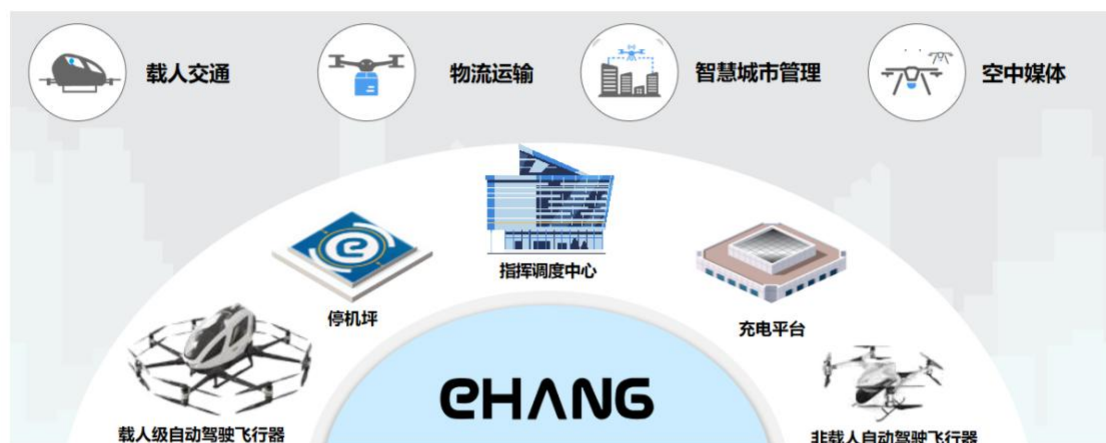 载人交通
物流运输
智慧城市管理
空中媒体
指挥调度中心
停机坪
充电平台
载人级自动驾驶飞行器
非载人自动驾驶飞行器
eHANG